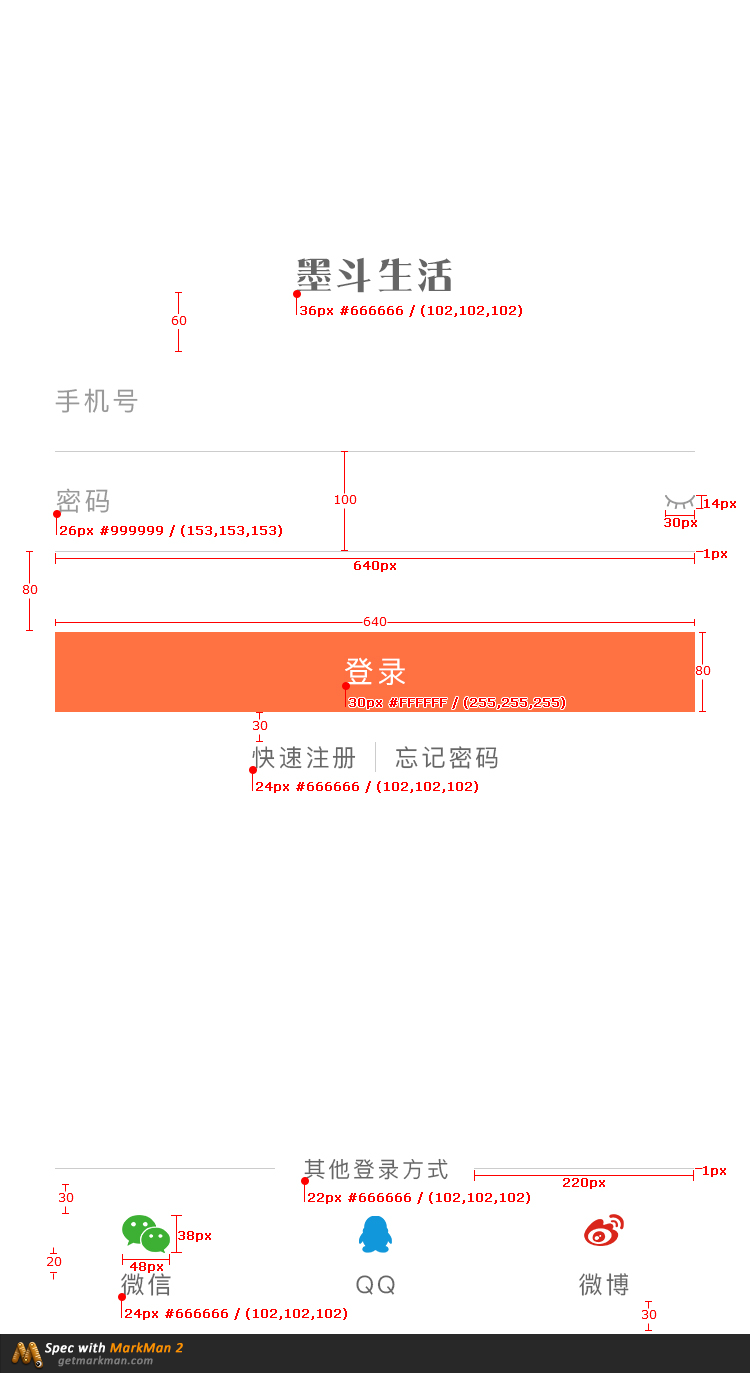 墨斗生活
36px #666666 / (102,102,102)
60
手机号
100
密码
14px
30px
26px #999999 / (153,153,153)
1px
640px
80
640
登录
80
30px #FFFFFF / (255,255,255)
30
快速注册 忘记密码
24px #666666 / (102,102,102)
其他登录方式
1px
220px
30
22px #666666 / (102,102,102)
38px
20
48px
微信 QQ 微博
24px #666666 / (102,102,102)
30
Spec with MarkMan 2
getmarkman.com